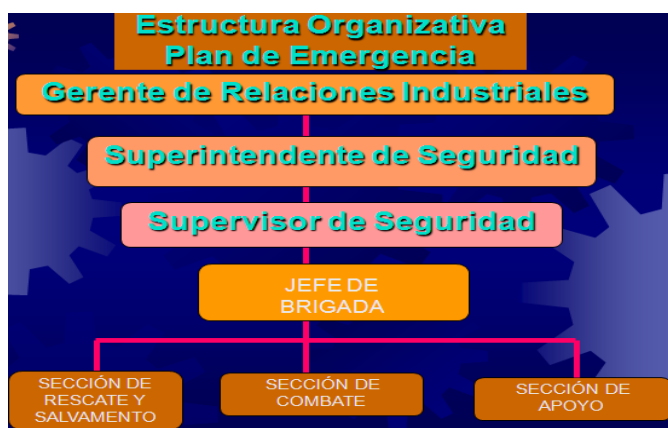 Estructura Organizativa
Plan de Emergencia
Gerente de Relaciones Industriales
Superintendente de Seguridad
Supervisor de Seguridad
JEFE DE
BRIGADA
SECCIÓN DE
RESCATE Y
SALVAMENTO
SECCIÓN DE
COMBATE
SECCIÓN DE
APOYO